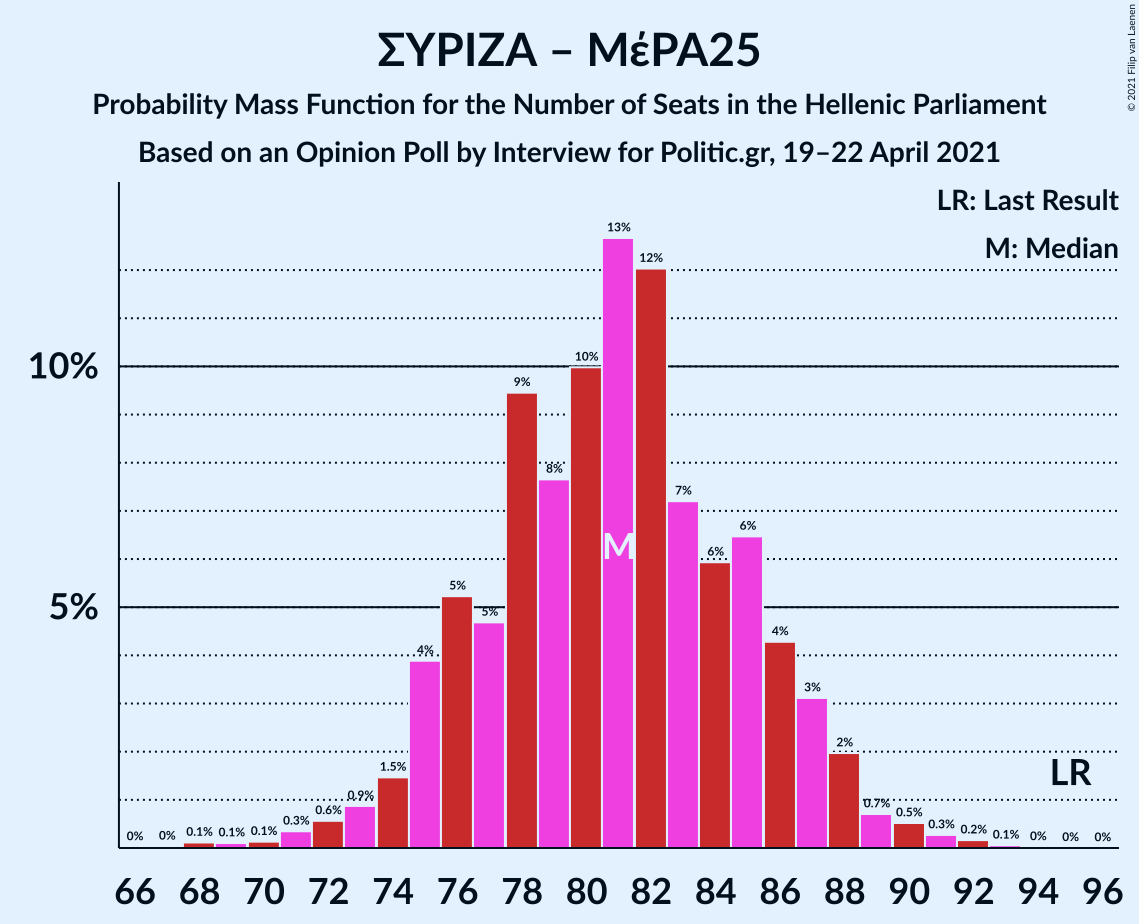 ΣΥΡΙΖΑ – ΜέΡΑ25
Probability Mass Function for the Number of Seats in the Hellenic Parliament
Based on an Opinion Poll by Interview for Politic.gr, 19–22 April 2021
© 2021 Filip van Laenen
LR: Last Result
M: Median
10%
5%
0% 0% 0.1% 0.1% 0.1% 0.3% 0.6% 0.9% 1.5% 4% 5% 5% 9% 8% 10% 13% 12% 7% 6% 6% 4% 3% 2% 0.7% 0.5% 0.3% 0.2% 0.1% 0% 0% 0%
M
LR
66 68 70 72 74 76 78 80 82 84 86 88 90 92 94 96